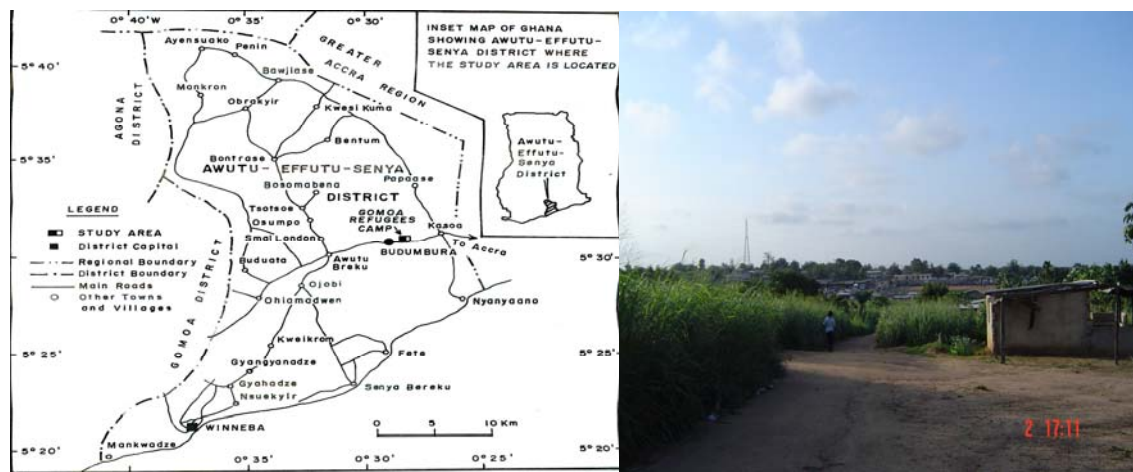 0° 40' W
0° 35'
0° 30'
INSET MAP OF GHANA
SHOWING AWUTU-EFFUTU-
SENYA DISTRICT WHERE
THE STUDY AREA IS LOCATED
Ayensuako
Penin
GREATER
ACCRA REGION
5° 40'
Bawjiase
Monkron
Obrakyir
Kwesi Kuma
AGONA
DISTRICT
Bentum
Awutu-
Effutu-
Senya
District
5° 35'
Bontrase
AWUTU-EFFUTU-SENYA
Papaase
Bosomabena
DISTRICT
LEGEND
Tsotsoe
GOMOA
REFUGEES
CAMP
Osumpo
Kasoa
STUDY AREA
To Accra
District Capital
Smai London
BUDUMBURA
5° 30'
Regional Boundary
Buduata
Awutu
Breku
District Boundary
Main Roads
Ojobi
Other Towns
and Villages
Ohiamadwen
Nyanyaano
GOMOA DISTRICT
Kweikrom
5° 25'
Fete
Gyangyanadze
Gyahadze
Senya Bereku
Nsuekyir
WINNEBA
0 5 10 Km
Mankwadze
5° 20'
0° 35'
0° 30'
0° 25'
2 17:11